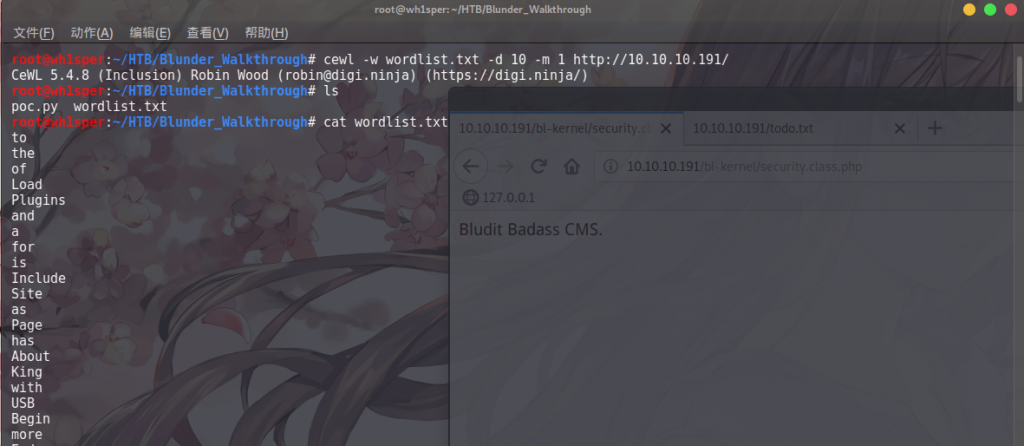 root@wh1sper:~/HTB/Blunder_Walkthrough
文件(F) 动作(A) 编辑(E) 查看(V) 帮助(H)
root@wh1sper:~/HTB/Blunder_Walkthrough# cewl -w wordlist.txt -d 10 -m 1 http://10.10.10.191/
CeWL 5.4.8 (Inclusion) Robin Wood (robin@digi.ninja) (https://digi.ninja/)
root@wh1sper:~/HTB/Blunder_Walkthrough# ls
poc.py wordlist.txt
root@wh1sper:~/HTB/Blunder_Walkthrough# cat wordlist.txt
to
the
of
Load
Plugins
and
a
for
is
Include
Site
as
Page
has
About
King
with
USB
Begin
more
10.10.10.191/bl-kernel/security.cl
10.10.10.191/todo.txt
10.10.10.191/bl-kernel/security.class.php
127.0.0.1
Bludit Badass CMS.